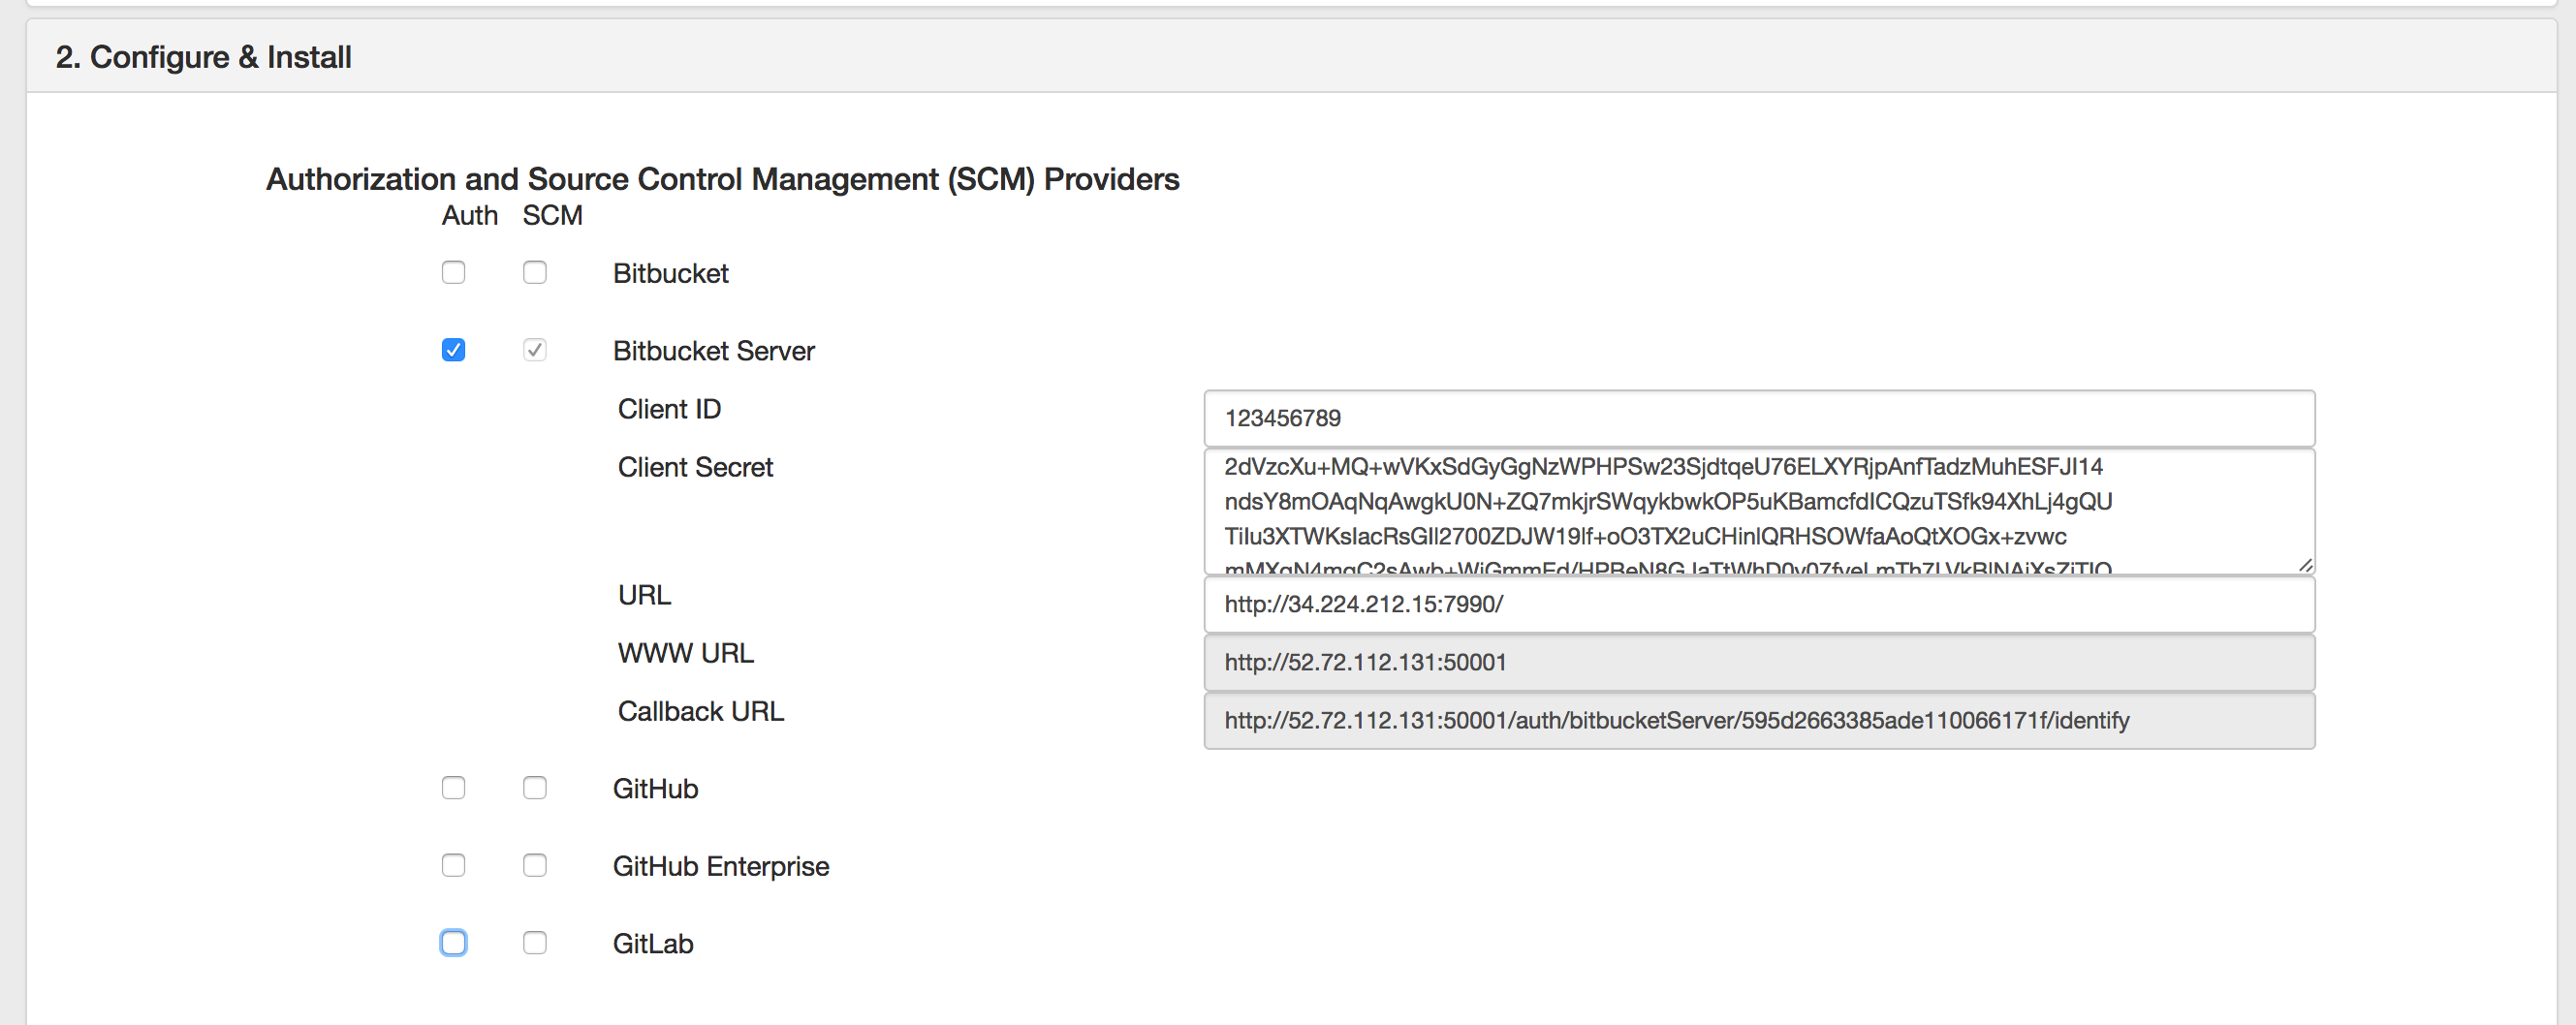 2. Configure & Install
Authorization and Source Control Management (SCM) Providers
Auth SCM
Bitbucket
Bitbucket Server
Client ID
123456789
Client Secret
2dVzcXu+MQ+wVKxSdGyGgNzWPHPSw23SjdtqeU76ELXYRjpAnfTadzMuhESFJI14
ndsY8mOAqNqAwgkU0N+ZQ7mkjrSWqykbwkOP5uKBamcfdICQzuTSfk94XhLj4gQU
TiIu3XTWKsIacRsGIl2700ZDJW19lf+oO3TX2uCHinlQRHSOWfaAoQtXOGx+zvwc
URL
http://34.224.212.15:7990/
WWW URL
http://52.72.112.131:50001
Callback URL
http://52.72.112.131:50001/auth/bitbucketServer/595d2663385ade110066171f/identify
GitHub
GitHub Enterprise
GitLab